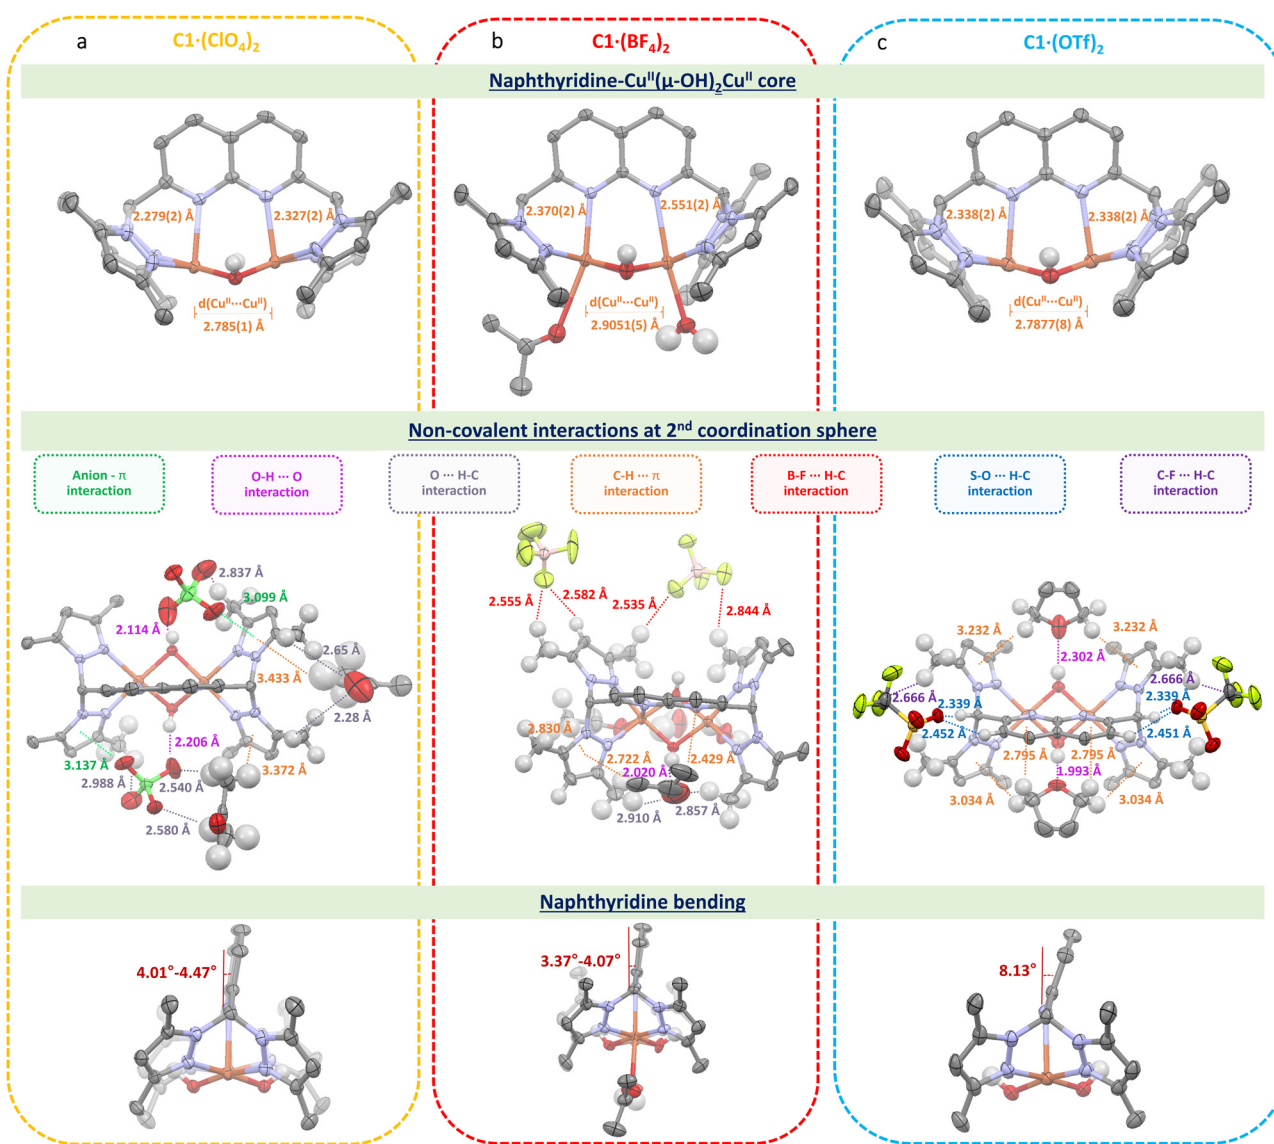 a
C1·(ClO₄)₂
b
C1·(BF₄)₂
c
C1·(OTf)₂
Naphthyridine-Cuᴵᴵ(μ-OH)₂Cuᴵᴵ core
2.279(2) Å
2.327(2) Å
d(Cuᴵᴵ···Cuᴵᴵ)
2.785(1) Å
2.370(2) Å
2.551(2) Å
d(Cuᴵᴵ···Cuᴵᴵ)
2.9051(5) Å
2.338(2) Å
2.338(2) Å
d(Cuᴵᴵ···Cuᴵᴵ)
2.7877(8) Å
Non-covalent interactions at 2ⁿᵈ coordination sphere
Anion - π
interaction
O-H ··· O
interaction
O ··· H-C
interaction
C-H ··· π
interaction
B-F ··· H-C
interaction
S-O ··· H-C
interaction
C-F ··· H-C
interaction
2.837 Å
3.099 Å
2.114 Å
2.65 Å
3.433 Å
2.28 Å
2.206 Å
3.137 Å
2.988 Å
2.540 Å
3.372 Å
2.580 Å
2.555 Å
2.582 Å
2.535 Å
2.844 Å
2.830 Å
2.722 Å
2.020 Å
2.429 Å
2.910 Å
2.857 Å
3.232 Å
3.232 Å
2.302 Å
2.666 Å
2.666 Å
2.339 Å
2.339 Å
2.452 Å
2.451 Å
2.795 Å
2.795 Å
1.993 Å
3.034 Å
3.034 Å
Naphthyridine bending
4.01°-4.47°
3.37°-4.07°
8.13°